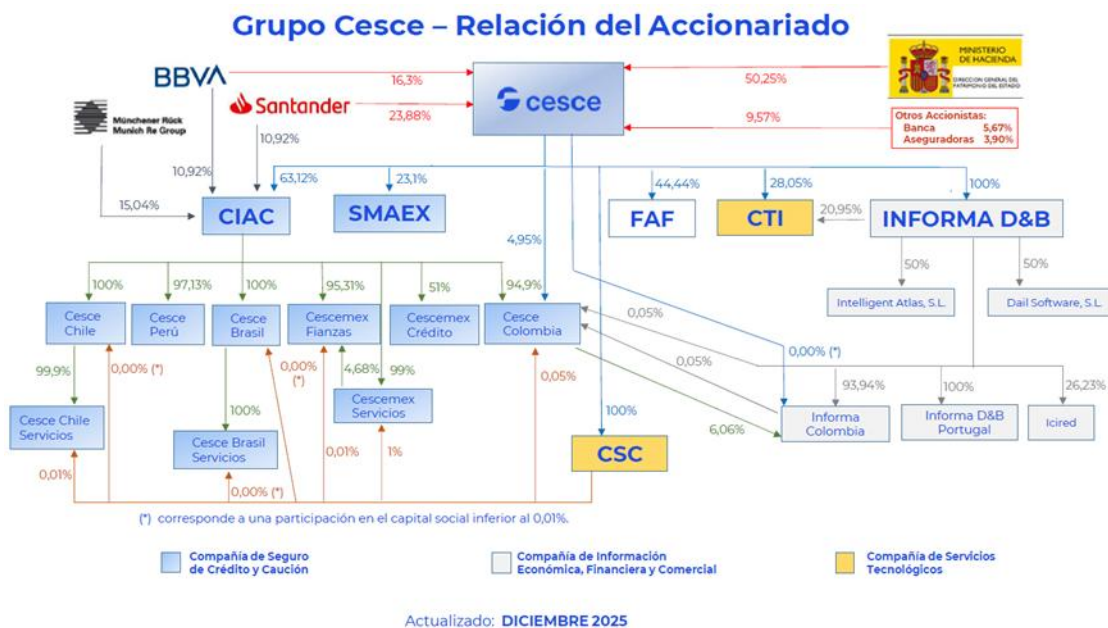 Grupo Cesce – Relación del Accionariado
BBVA
16,3%
cesce
50,25%
MINISTERIO
DE HACIENDA
DIRECCION GENERAL DEL
PATRIMONIO DEL ESTADO
Santander
23,88%
9,57%
Otros Accionistas:
Banca 5,67%
Aseguradoras 3,90%
Münchener Rück
Munich Re Group
10,92%
10,92%
15,04%
63,12%
23,1%
44,44%
28,05%
100%
CIAC
SMAEX
FAF
CTI
20,95%
INFORMA D&B
4,95%
50%
50%
Intelligent Atlas, S.L.
Dail Software, S.L.
100%
97,13%
100%
95,31%
51%
94,9%
Cesce
Chile
Cesce
Perú
Cesce
Brasil
Cescemex
Fianzas
Cescemex
Crédito
Cesce
Colombia
0,05%
0,05%
0,00% (*)
99,9%
0,00% (*)
0,00%
(*)
4,68%
99%
0,05%
93,94%
100%
26,23%
Cesce Chile
Servicios
100%
Cesce Brasil
Servicios
Cescemex
Servicios
100%
6,06%
Informa
Colombia
Informa D&B
Portugal
Icired
CSC
0,01%
0,00% (*)
0,01%
1%
(*) corresponde a una participación en el capital social inferior al 0,01%.
Compañía de Seguro
de Crédito y Caución
Compañía de Información
Económica, Financiera y Comercial
Compañía de Servicios
Tecnológicos
Actualizado: DICIEMBRE 2025